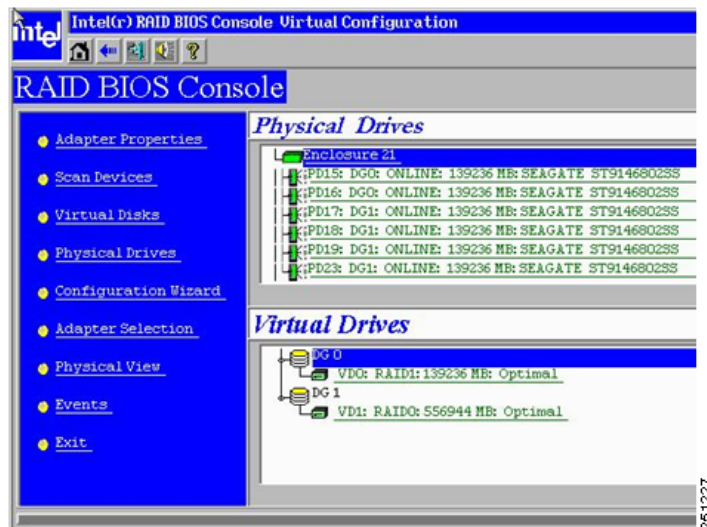 intel
Intel(r) RAID BIOS Console Virtual Configuration
RAID BIOS Console
Adapter Properties
Scan Devices
Virtual Disks
Physical Drives
Configuration Wizard
Adapter Selection
Physical View
Events
Exit
Physical Drives
Enclosure 21
PD15: DG0: ONLINE: 139236 MB: SEAGATE ST9146802SS
PD16: DG0: ONLINE: 139236 MB: SEAGATE ST9146802SS
PD17: DG1: ONLINE: 139236 MB: SEAGATE ST9146802SS
PD18: DG1: ONLINE: 139236 MB: SEAGATE ST9146802SS
PD19: DG1: ONLINE: 139236 MB: SEAGATE ST9146802SS
PD23: DG1: ONLINE: 139236 MB: SEAGATE ST9146802SS
Virtual Drives
DG 0
VD0: RAID1: 139236 MB: Optimal
DG 1
VD1: RAID0: 556944 MB: Optimal
251227